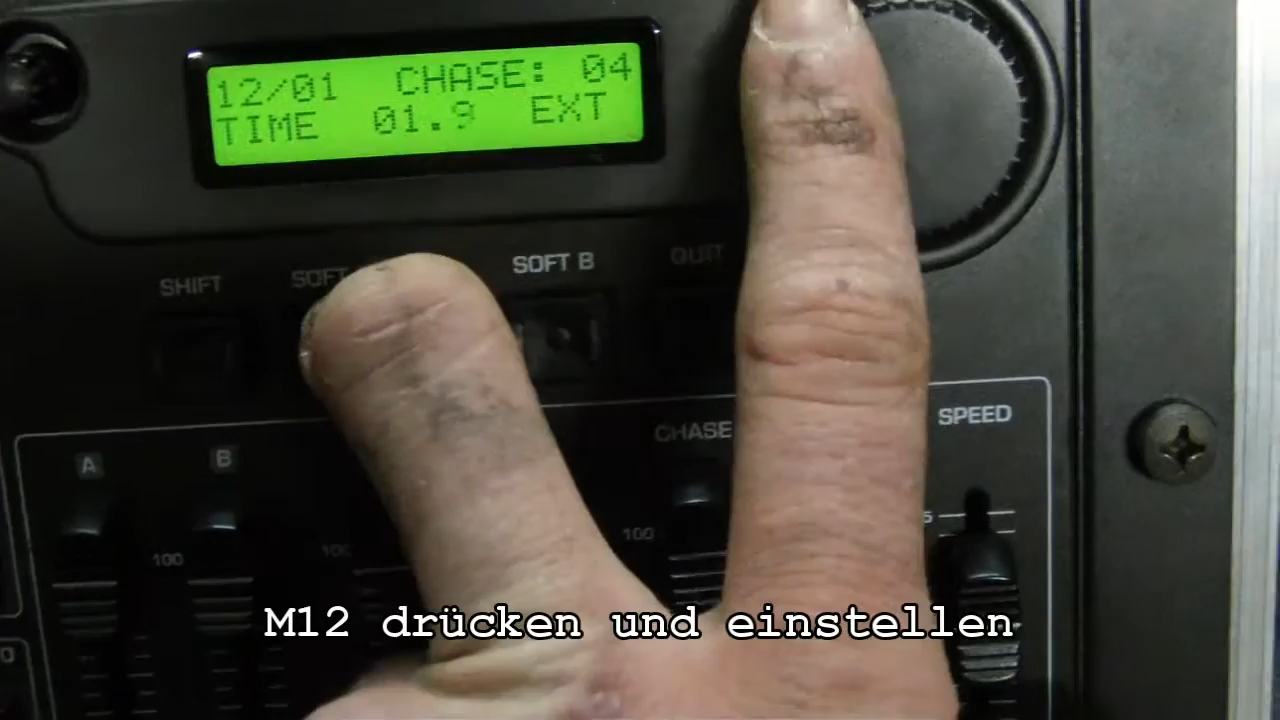 12/01 CHASE: 04
TIME 01.9 EXT
SHIFT
SOFT
SOFT B
QUIT
CHASE
SPEED
A
B
5
100
100
100
M12 drücken und einstellen